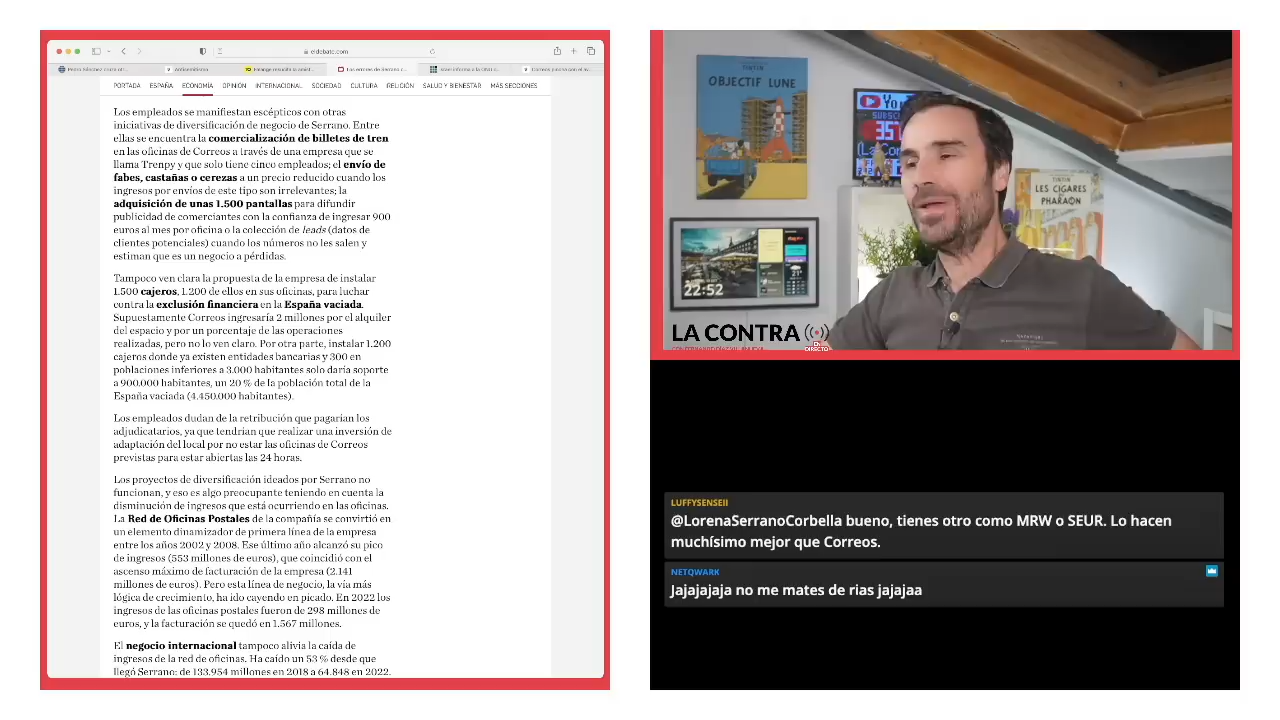 eldebate.com
PORTADA ESPAÑA ECONOMÍA OPINIÓN INTERNACIONAL SOCIEDAD CULTURA RELIGIÓN SALUD Y BIENESTAR MÁS SECCIONES
Los empleados se manifiestan escépticos con otras
iniciativas de diversificación de negocio de Serrano. Entre
ellas se encuentra la comercialización de billetes de tren
en las oficinas de Correos a través de una empresa que se
llama Trenpy y que solo tiene cinco empleados; el envío de
fabes, castañas o cerezas a un precio reducido cuando los
ingresos por envíos de este tipo son irrelevantes; la
adquisición de unas 1.500 pantallas para difundir
publicidad de comerciantes con la confianza de ingresar 900
euros al mes por oficina o la colección de leads (datos de
clientes potenciales) cuando los números no les salen y
estiman que es un negocio a pérdidas.
Tampoco ven clara la propuesta de la empresa de instalar
1.500 cajeros, 1.200 de ellos en sus oficinas, para luchar
contra la exclusión financiera en la España vaciada.
Supuestamente Correos ingresaría 2 millones por el alquiler
del espacio y por un porcentaje de las operaciones
realizadas, pero no lo ven claro. Por otra parte, instalar 1.200
cajeros donde ya existen entidades bancarias y 300 en
poblaciones inferiores a 3.000 habitantes solo daría soporte
a 900.000 habitantes, un 20 % de la población total de la
España vaciada (4.450.000 habitantes).
Los empleados dudan de la retribución que pagarían los
adjudicatarios, ya que tendrían que realizar una inversión de
adaptación del local por no estar las oficinas de Correos
previstas para estar abiertas las 24 horas.
Los proyectos de diversificación ideados por Serrano no
funcionan, y eso es algo preocupante teniendo en cuenta la
disminución de ingresos que está ocurriendo en las oficinas.
La Red de Oficinas Postales de la compañía se convirtió en
un elemento dinamizador de primera línea de la empresa
entre los años 2002 y 2008. Ese último año alcanzó su pico
de ingresos (553 millones de euros), que coincidió con el
ascenso máximo de facturación de la empresa (2.141
millones de euros). Pero esta línea de negocio, la vía más
lógica de crecimiento, ha ido cayendo en picado. En 2022 los
ingresos de las oficinas postales fueron de 298 millones de
euros, y la facturación se quedó en 1.567 millones.
El negocio internacional tampoco alivia la caída de
ingresos de la red de oficinas. Ha caído un 53 % desde que
llegó Serrano: de 133.954 millones en 2018 a 64.848 en 2022.
TINTIN
OBJECTIF LUNE
357
TINTIN
LES CIGARES
DU
PHARAON
22:52
21°
LA CONTRA
EN
DIRECTO
LUFFYSENSEII
@LorenaSerranoCorbella bueno, tienes otro como MRW o SEUR. Lo hacen
muchísimo mejor que Correos.
NETQWARK
Jajajajaja no me mates de rias jajajaa